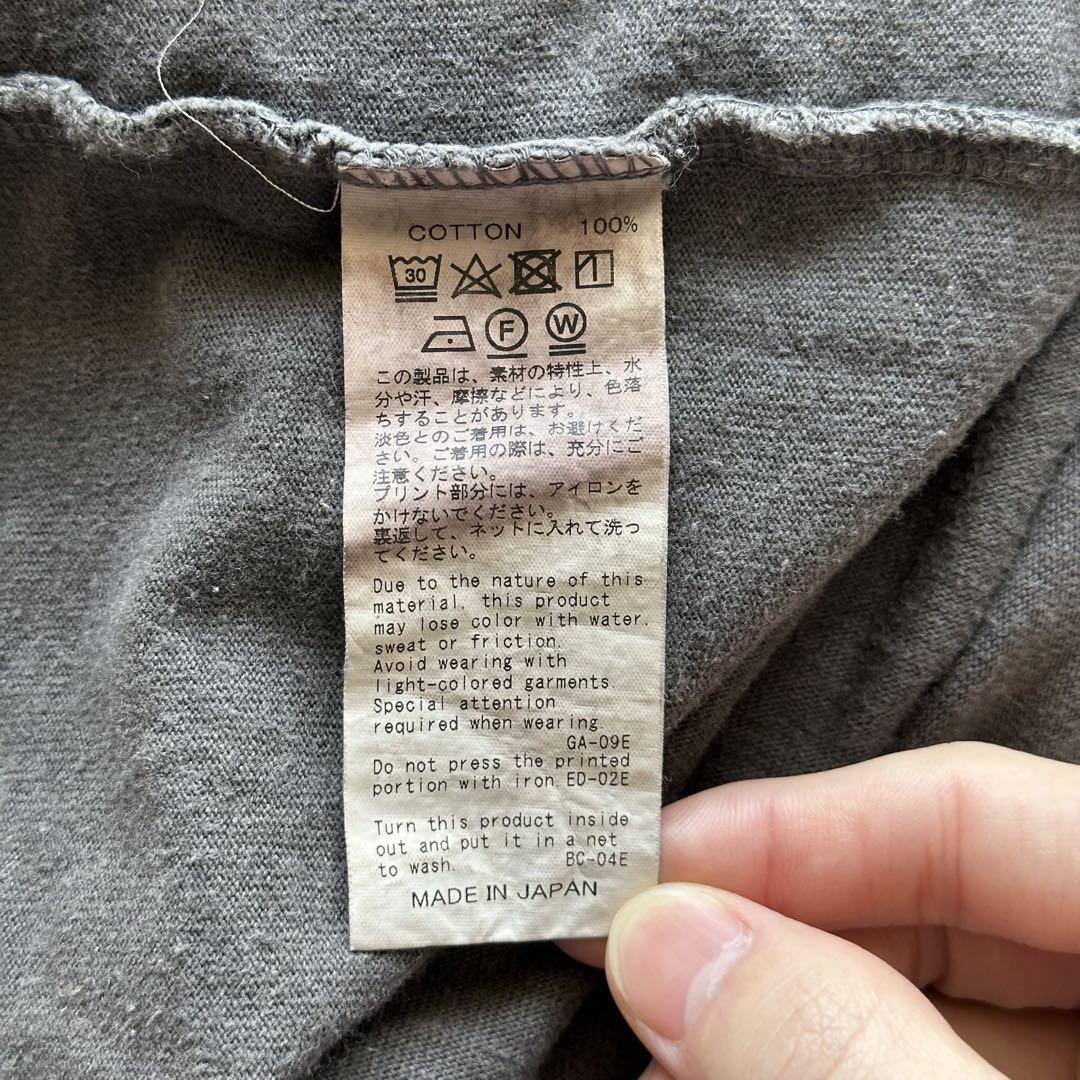 COTTON 100%
30
F W
この製品は、素材の特性上、水
分や汗、摩擦などにより、色落
ちすることがあります。
淡色とのご着用は、お避けくだ
さい。ご着用の際は、充分にご
注意ください。
プリント部分には、アイロンを
かけないでください。
裏返して、ネットに入れて洗っ
てください。
Due to the nature of this
material, this product
may lose color with water,
sweat or friction.
Avoid wearing with
light-colored garments.
Special attention
required when wearing.
GA-09E
Do not press the printed
portion with iron. ED-02E
Turn this product inside
out and put it in a net
to wash. BC-04E
MADE IN JAPAN